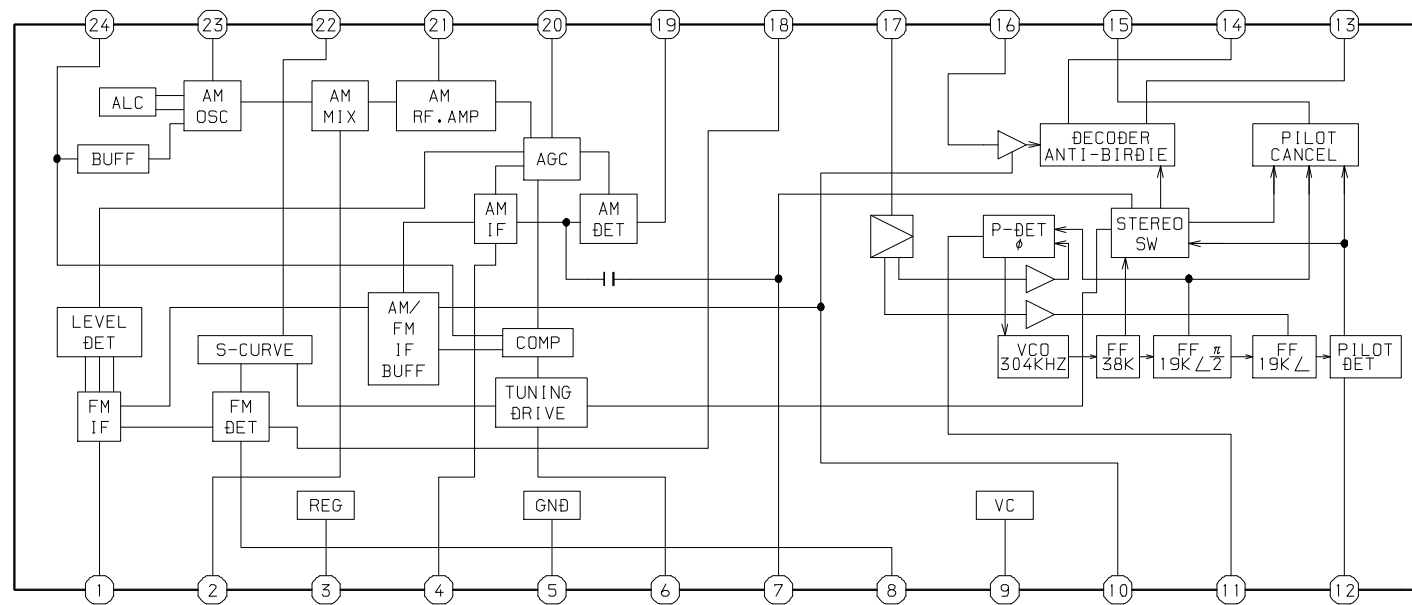 24 23 22 21 20 19 18 17 16 15 14 13
ALC
AM
OSC
AM
MIX
AM
RF.AMP
BUFF
AGC
DECODER
ANTI-BIRDIE
PILOT
CANCEL
AM
IF
AM
DET
P-DET
φ
STEREO
SW
LEVEL
DET
S-CURVE
AM/
FM
IF
BUFF
COMP
VCO
304KHZ
FF
38K
FF
19K∠π/2
FF
19K∠
PILOT
DET
FM
IF
FM
DET
TUNING
DRIVE
REG
GND
VC
1 2 3 4 5 6 7 8 9 10 11 12